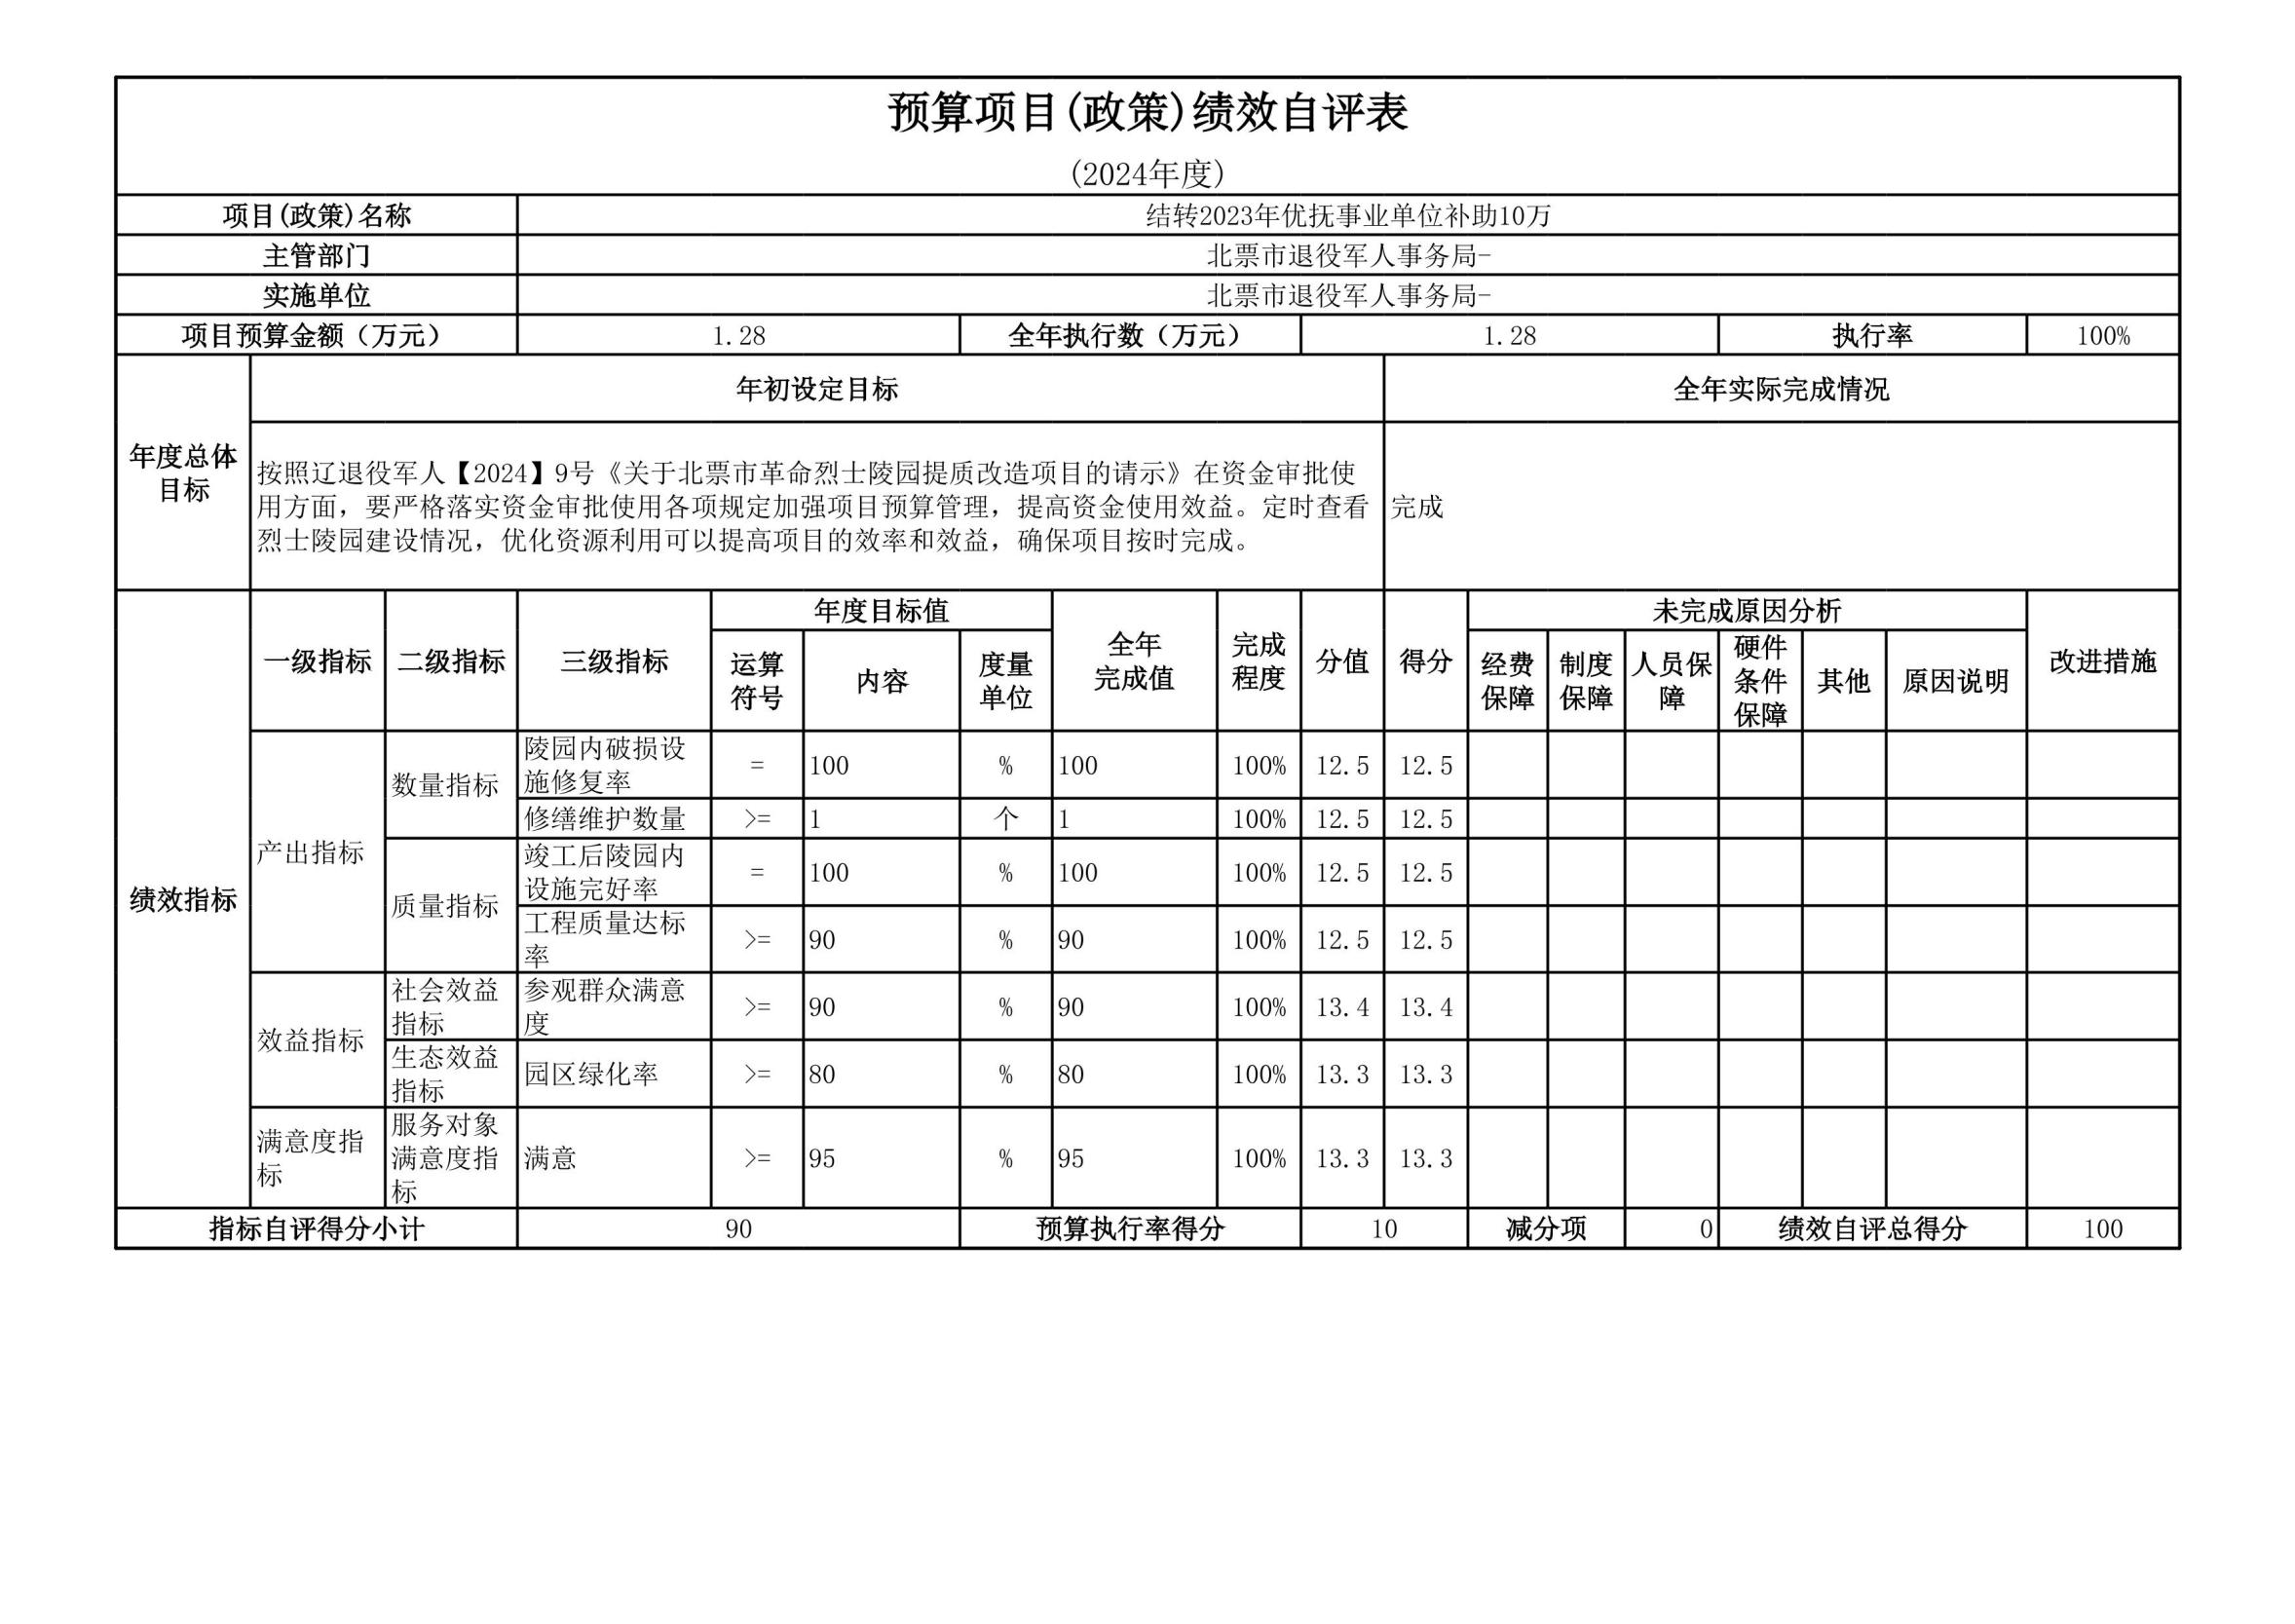 预算项目(政策)绩效自评表
(2024年度)
项目(政策)名称 结转2023年优抚事业单位补助10万
主管部门 北票市退役军人事务局-
实施单位 北票市退役军人事务局-
项目预算金额（万元） 1.28 全年执行数（万元） 1.28 执行率 100%
年度总体
目标
年初设定目标 全年实际完成情况
按照辽退役军人【2024】9号《关于北票市革命烈士陵园提质改造项目的请示》在资金审批使
用方面，要严格落实资金审批使用各项规定加强项目预算管理，提高资金使用效益。定时查看
烈士陵园建设情况，优化资源利用可以提高项目的效率和效益，确保项目按时完成。
完成
绩效指标
一级指标 二级指标 三级指标
年度目标值
运算
符号
内容
度量
单位
全年
完成值
完成
程度
分值 得分
未完成原因分析
经费
保障
制度
保障
人员保
障
硬件
条件
保障
其他 原因说明
改进措施
产出指标
数量指标
陵园内破损设
施修复率
= 100 % 100 100% 12.5 12.5
修缮维护数量 >= 1 个 1 100% 12.5 12.5
质量指标
竣工后陵园内
设施完好率
= 100 % 100 100% 12.5 12.5
工程质量达标
率
>= 90 % 90 100% 12.5 12.5
效益指标
社会效益
指标
参观群众满意
度
>= 90 % 90 100% 13.4 13.4
生态效益
指标
园区绿化率 >= 80 % 80 100% 13.3 13.3
满意度指
标
服务对象
满意度指
标
满意 >= 95 % 95 100% 13.3 13.3
指标自评得分小计 90 预算执行率得分 10 减分项 0 绩效自评总得分 100